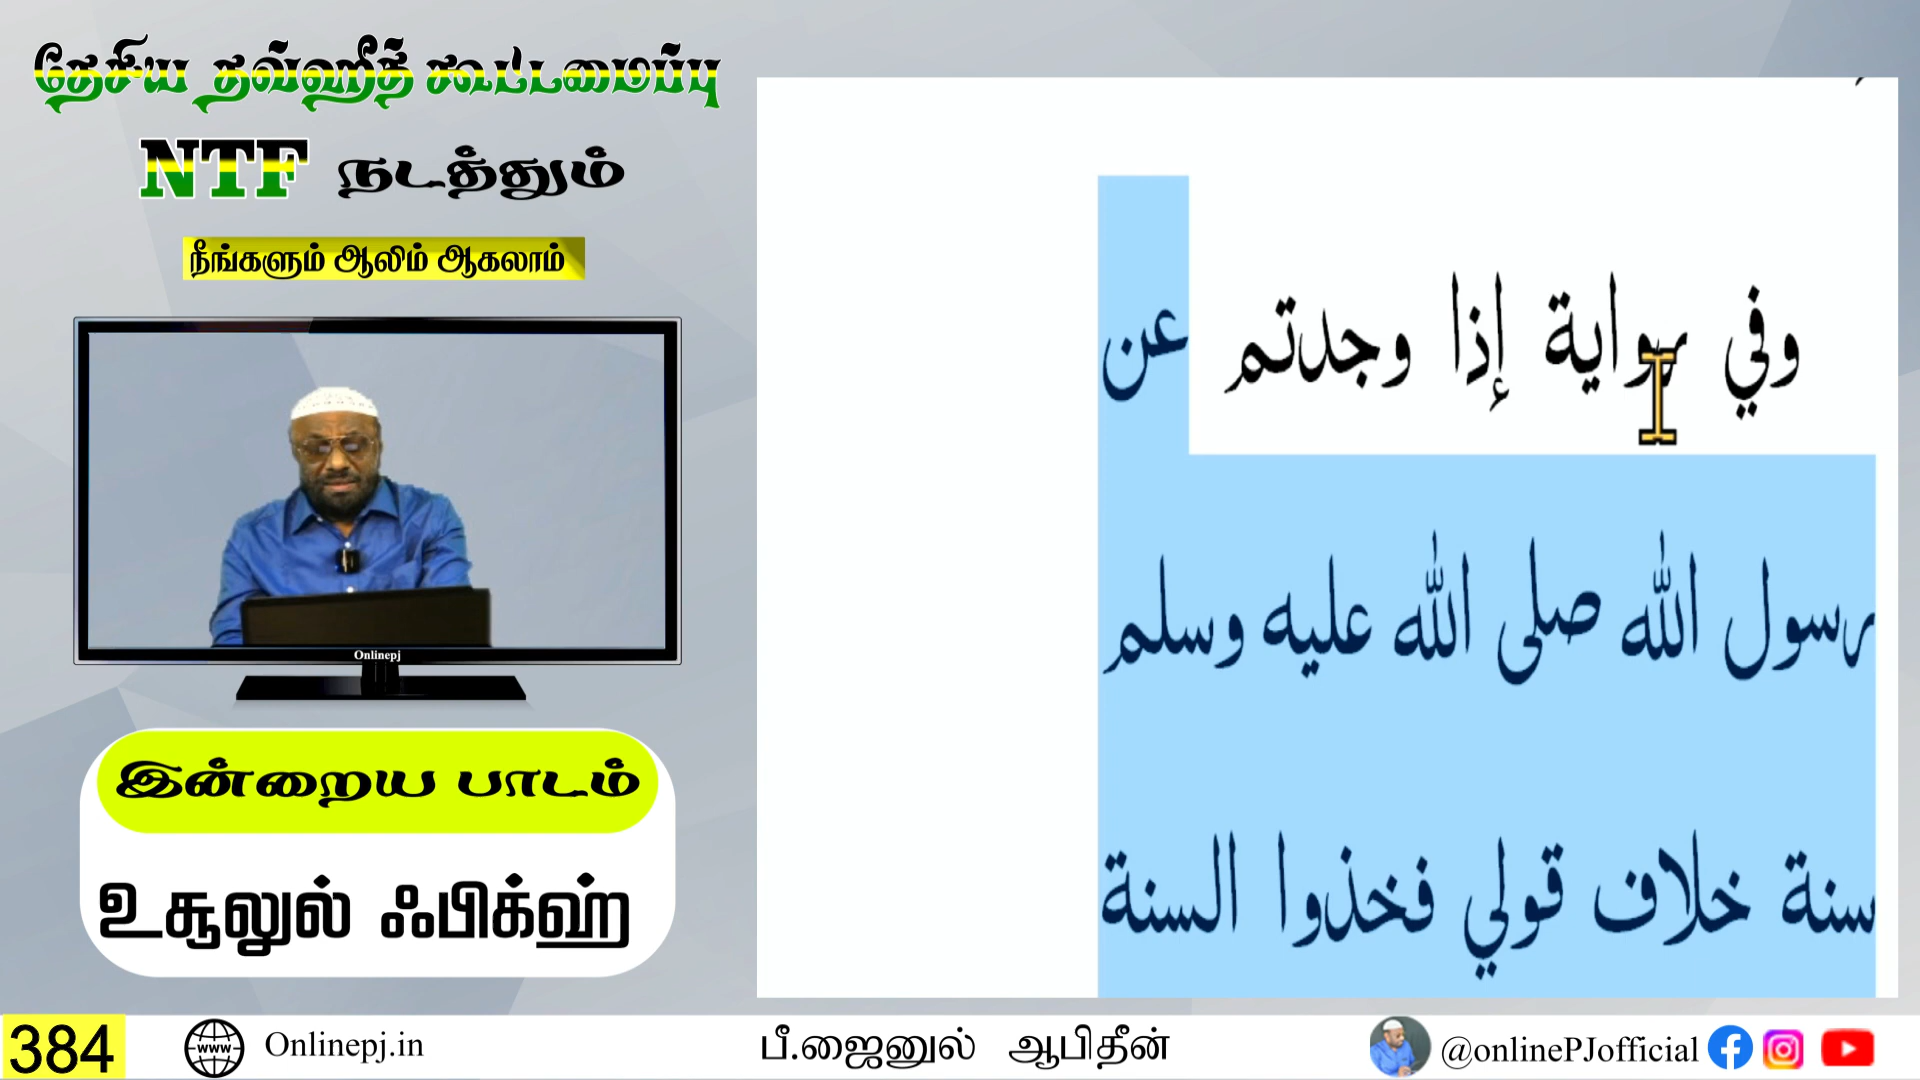 தேசிய தவ்ஹீத் கூட்டமைப்பு
NTF நடத்தும்
நீங்களும் ஆலிம் ஆகலாம்
Onlinepj
இன்றைய பாடம்
உசூலுல் ஃபிக்ஹ்
وفي رواية إذا وجدتم عن
رسول الله صلى الله عليه وسلم
سنة خلاف قولي فخذوا السنة
384
www
Onlinepj.in
பீ.ஜைனுல் ஆபிதீன்
@onlinePJofficial